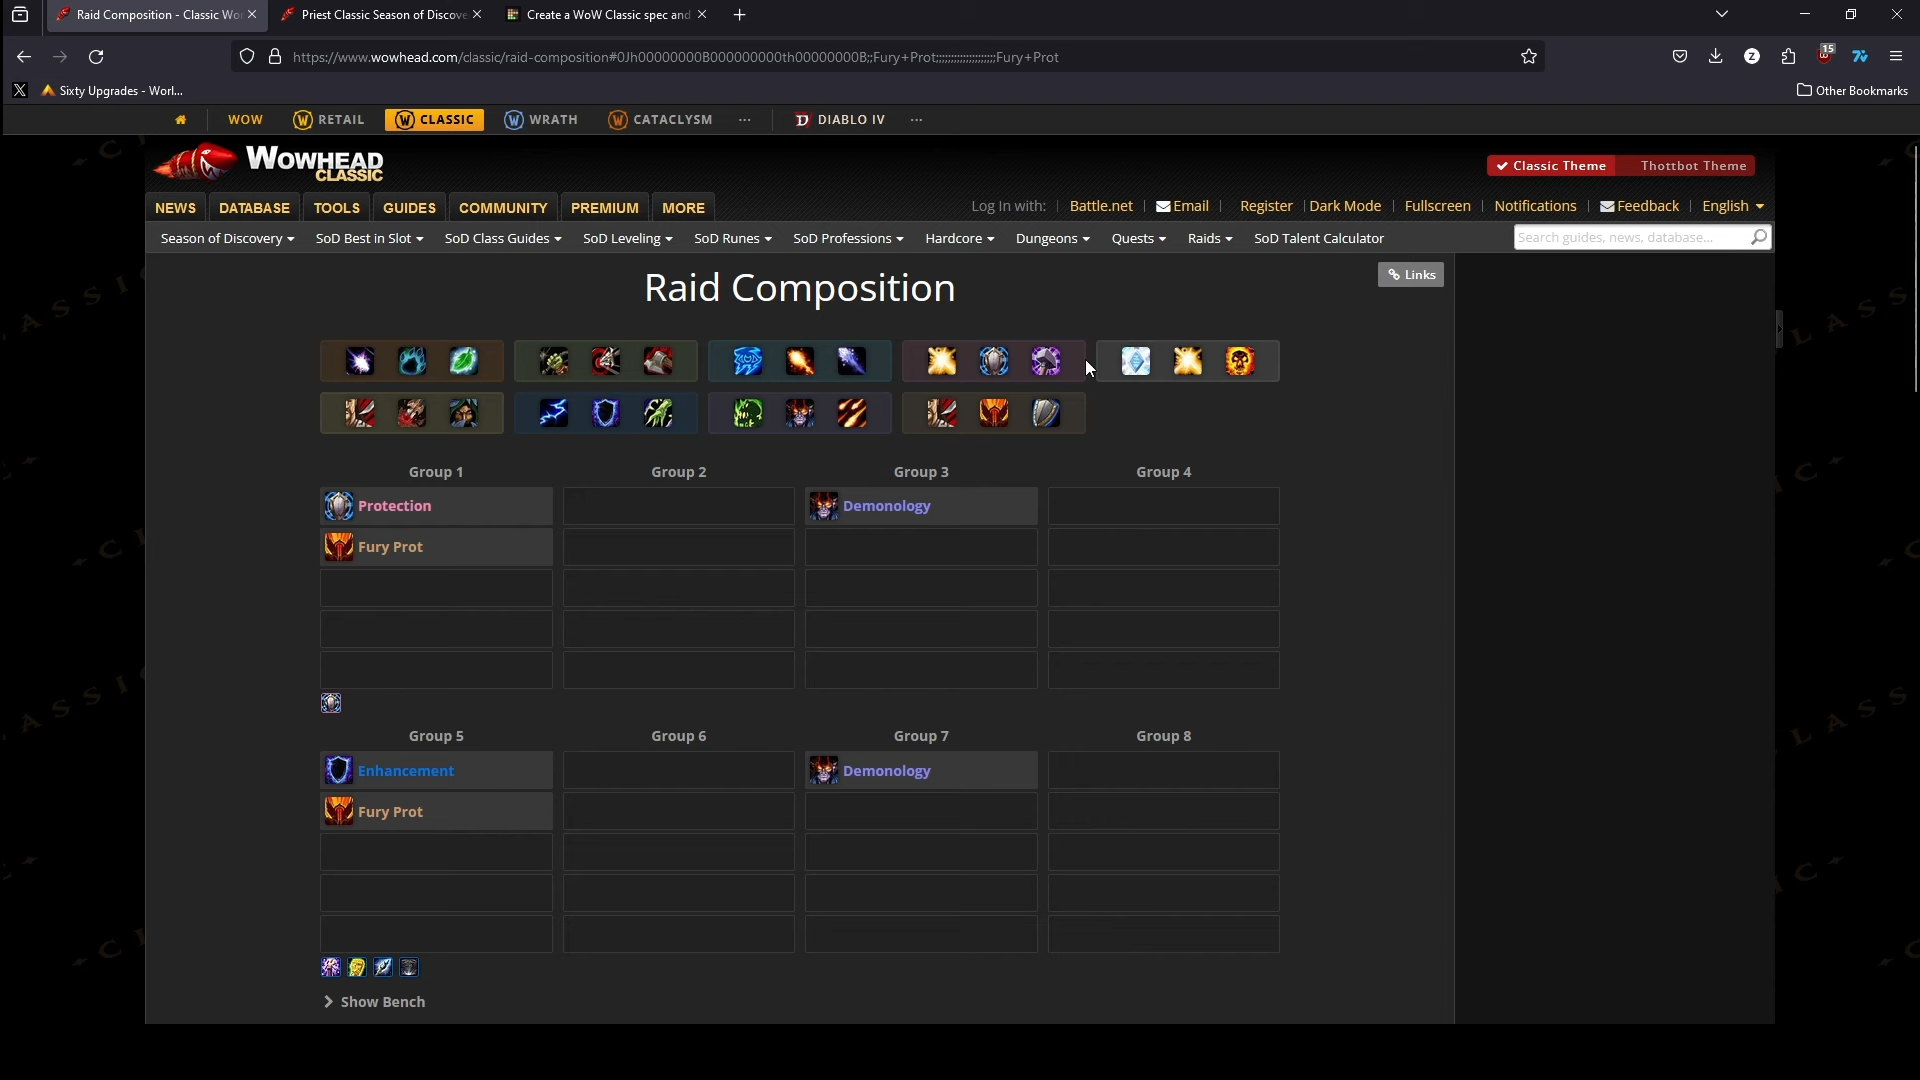 Raid Composition - Classic Wo
Priest Classic Season of Discove
Create a WoW Classic spec and
https://www.wowhead.com/classic/raid-composition#0Jh00000000B000000000th00000000B;;Fury+Prot;;;;;;;;;;;;;;;;;;;;Fury+Prot
15
Z
X
Sixty Upgrades - Worl...
Other Bookmarks
WOW
RETAIL
CLASSIC
WRATH
CATACLYSM
...
DIABLO IV
...
WOWHEAD
CLASSIC
Classic Theme
Thottbot Theme
NEWS
DATABASE
TOOLS
GUIDES
COMMUNITY
PREMIUM
MORE
Log In with:
Battle.net
Email
Register
Dark Mode
Fullscreen
Notifications
Feedback
English
Season of Discovery
SoD Best in Slot
SoD Class Guides
SoD Leveling
SoD Runes
SoD Professions
Hardcore
Dungeons
Quests
Raids
SoD Talent Calculator
Search guides, news, database...
Raid Composition
Links
Group 1
Group 2
Group 3
Group 4
Protection
Demonology
Fury Prot
Group 5
Group 6
Group 7
Group 8
Enhancement
Demonology
Fury Prot
Show Bench